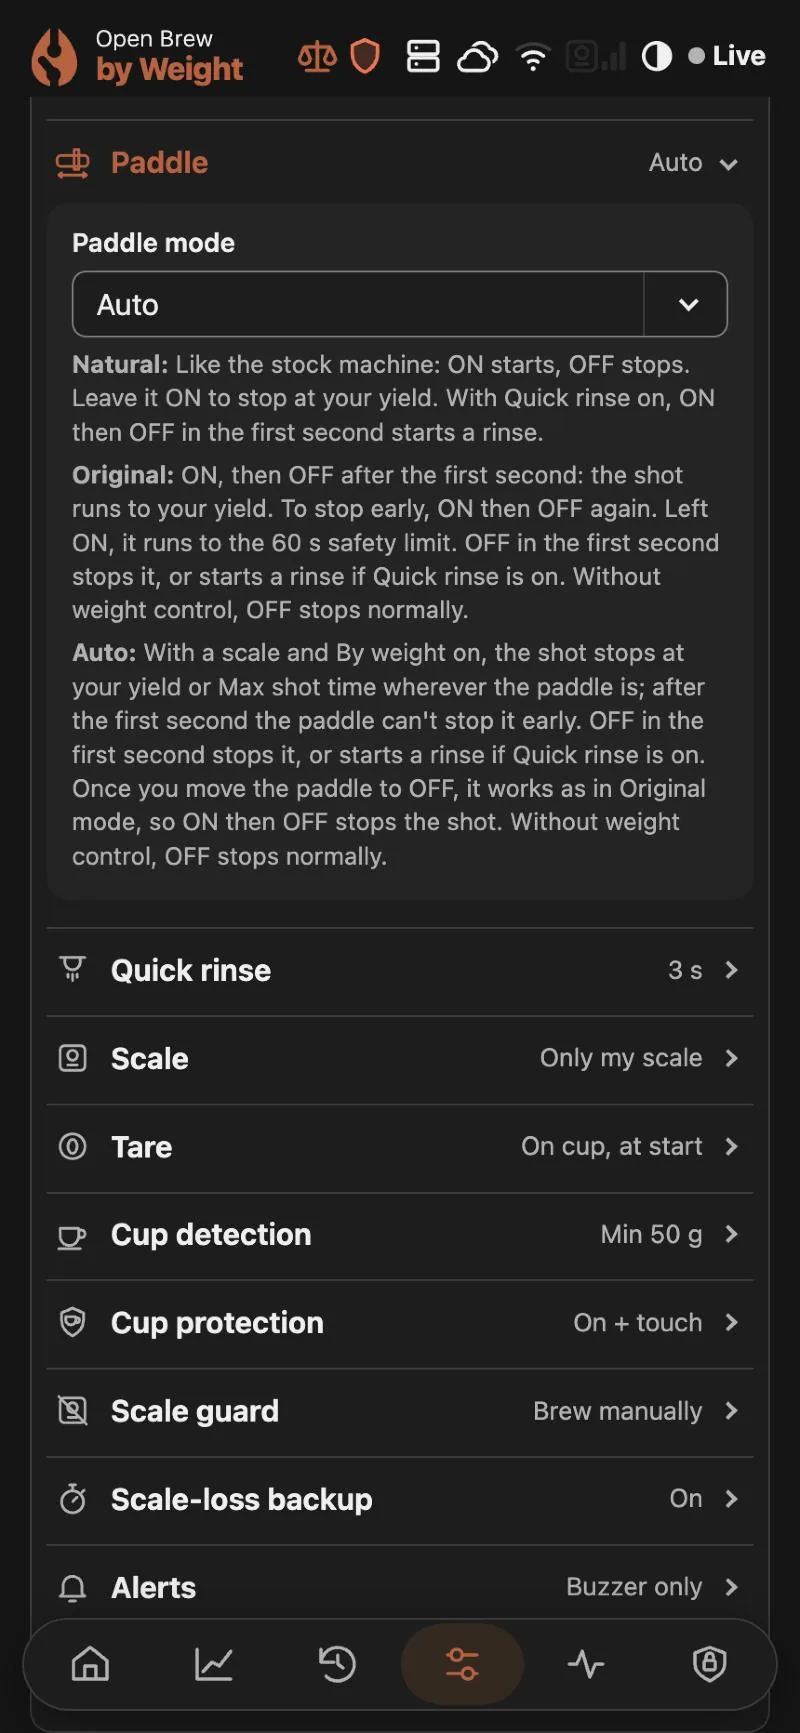 Open Brew
by Weight
Live
Paddle
Auto
Paddle mode
Auto
Natural: Like the stock machine: ON starts, OFF stops.
Leave it ON to stop at your yield. With Quick rinse on, ON
then OFF in the first second starts a rinse.
Original: ON, then OFF after the first second: the shot
runs to your yield. To stop early, ON then OFF again. Left
ON, it runs to the 60 s safety limit. OFF in the first second
stops it, or starts a rinse if Quick rinse is on. Without
weight control, OFF stops normally.
Auto: With a scale and By weight on, the shot stops at
your yield or Max shot time wherever the paddle is; after
the first second the paddle can't stop it early. OFF in the
first second stops it, or starts a rinse if Quick rinse is on.
Once you move the paddle to OFF, it works as in Original
mode, so ON then OFF stops the shot. Without weight
control, OFF stops normally.
Quick rinse
3 s
Scale
Only my scale
Tare
On cup, at start
Cup detection
Min 50 g
Cup protection
On + touch
Scale guard
Brew manually
Scale-loss backup
On
Alerts
Buzzer only